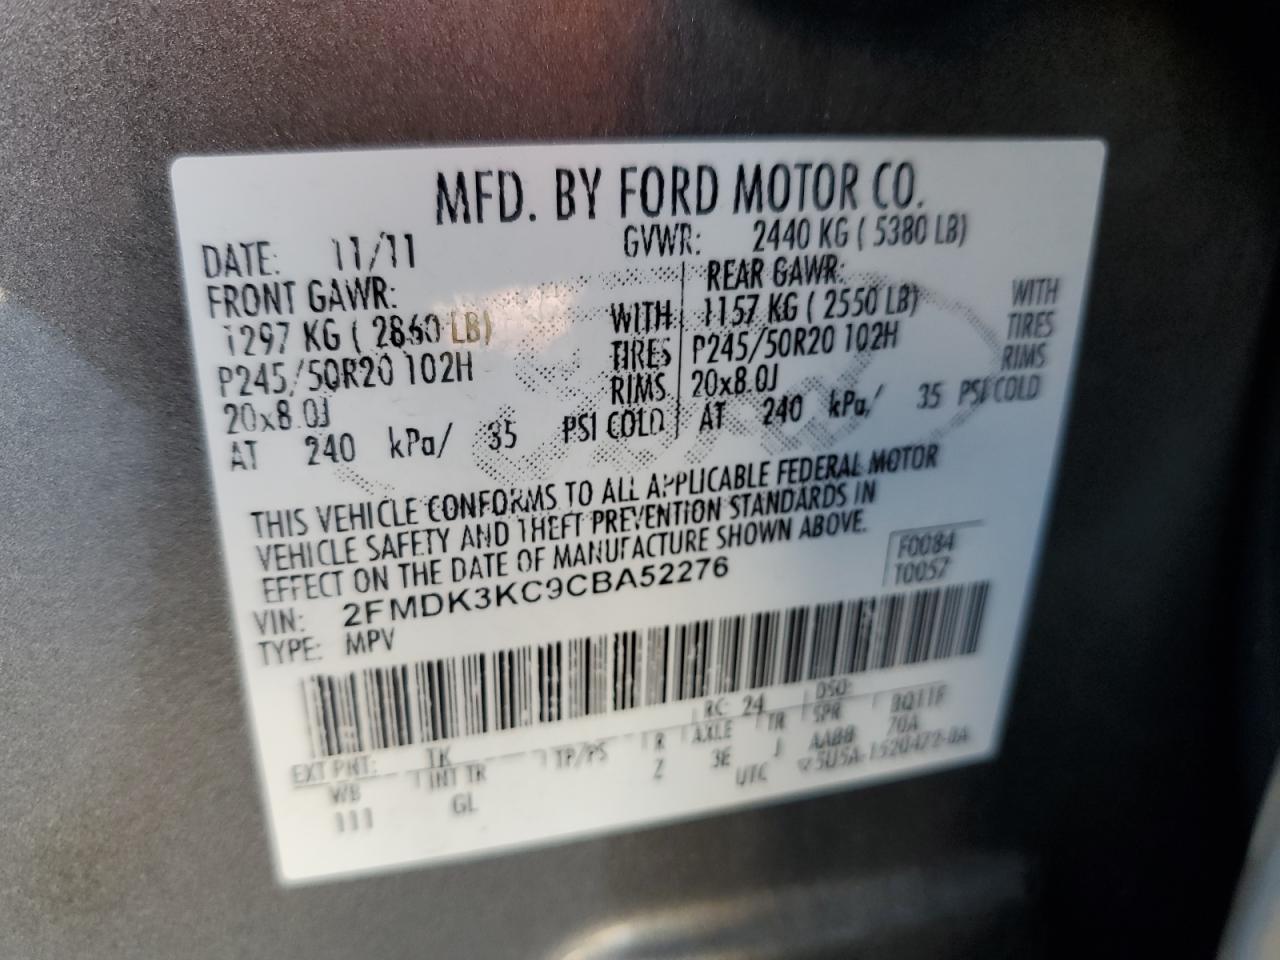 MFD. BY FORD MOTOR CO.
DATE: 11/11 GVWR: 2440 KG ( 5380 LB)
FRONT GAWR: REAR GAWR:
1297 KG ( 2860 LB) WITH 1157 KG ( 2550 LB) WITH
P245/50R20 102H TIRES P245/50R20 102H TIRES
20x8.0J RIMS 20x8.0J RIMS
AT 240 kPa/ 35 PSI COLD AT 240 kPa/ 35 PSI COLD
THIS VEHICLE CONFORMS TO ALL APPLICABLE FEDERAL MOTOR
VEHICLE SAFETY AND THEFT PREVENTION STANDARDS IN
EFFECT ON THE DATE OF MANUFACTURE SHOWN ABOVE.
VIN: 2FMDK3KC9CBA52276 F0084
TYPE: MPV T0057
EXT PNT: TK RC: 24 DSO:
WB INT TR TP/PS R AXLE TR SPR
111 GL Z 3E J AABB 70A
UTC